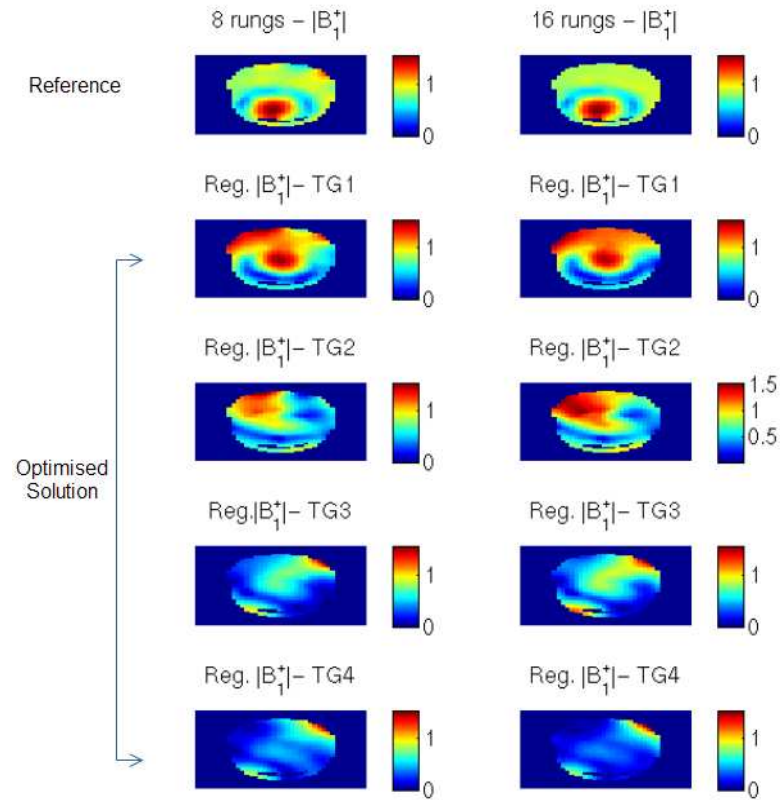 8 rungs – |B₁⁺|
16 rungs – |B₁⁺|
Reference
1
0
1
0
Reg. |B₁⁺|– TG1
Reg. |B₁⁺|– TG1
1
0
1
0
Reg. |B₁⁺|– TG2
Reg. |B₁⁺|– TG2
1
0
1.5
1
0.5
Optimised
Solution
Reg.|B₁⁺|– TG3
Reg. |B₁⁺|– TG3
1
0
1
0
Reg. |B₁⁺|– TG4
Reg. |B₁⁺|– TG4
1
0
1
0